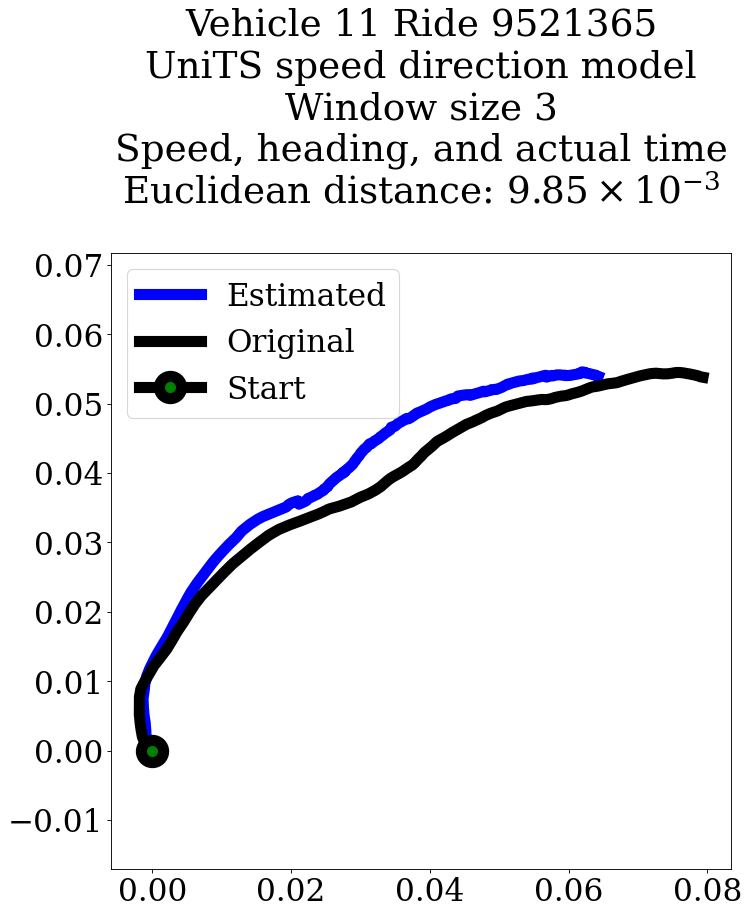 Vehicle 11 Ride 9521365
UniTS speed direction model
Window size 3
Speed, heading, and actual time
Euclidean distance: 9.85 × 10⁻³
Estimated
Original
Start
0.07
0.06
0.05
0.04
0.03
0.02
0.01
0.00
−0.01
0.00 0.02 0.04 0.06 0.08